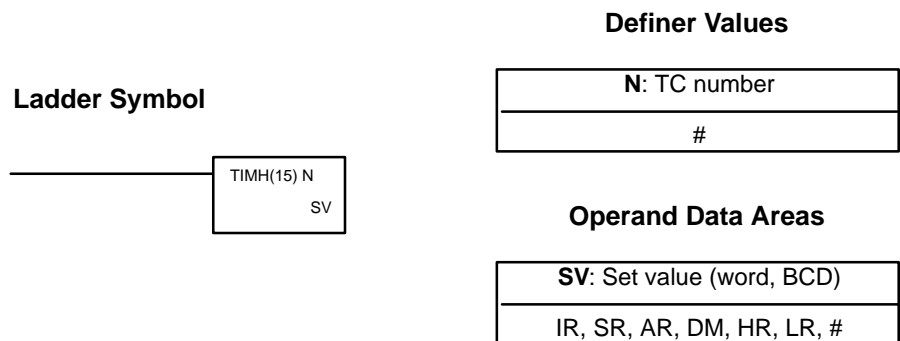 Definer Values
N: TC number
#
Ladder Symbol
TIMH(15) N
SV
Operand Data Areas
SV: Set value (word, BCD)
IR, SR, AR, DM, HR, LR, #